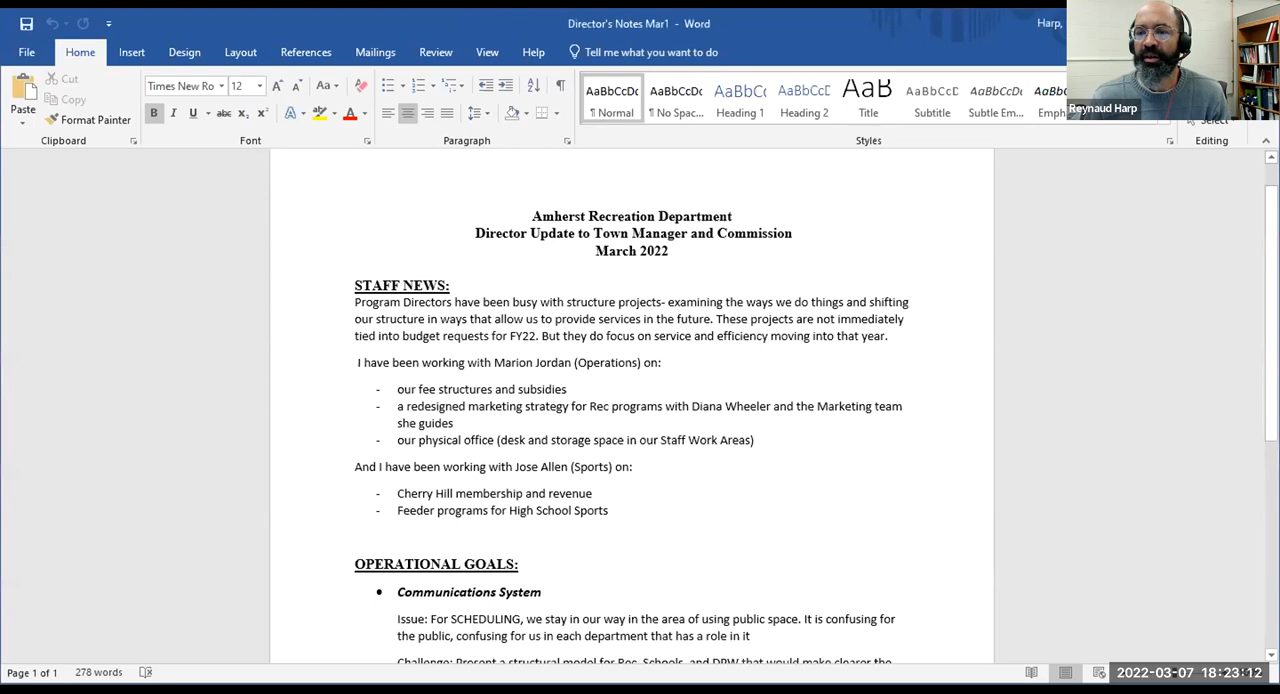 Director's Notes Mar1 - Word
Harp,
File Home Insert Design Layout References Mailings Review View Help Tell me what you want to do
Paste
Cut
Copy
Format Painter
Clipboard
Times New Ro 12
Font
Paragraph
AaBbCcDc AaBbCcDc AaBbCc AaBbCcD AaB AaBbCcD AaBbCcDc AaBbCc
¶ Normal ¶ No Spac... Heading 1 Heading 2 Title Subtitle Subtle Em... Emph
Styles
Select
Editing
Reynaud Harp
Amherst Recreation Department
Director Update to Town Manager and Commission
March 2022
STAFF NEWS:
Program Directors have been busy with structure projects- examining the ways we do things and shifting
our structure in ways that allow us to provide services in the future. These projects are not immediately
tied into budget requests for FY22. But they do focus on service and efficiency moving into that year.
I have been working with Marion Jordan (Operations) on:
- our fee structures and subsidies
- a redesigned marketing strategy for Rec programs with Diana Wheeler and the Marketing team
she guides
- our physical office (desk and storage space in our Staff Work Areas)
And I have been working with Jose Allen (Sports) on:
- Cherry Hill membership and revenue
- Feeder programs for High School Sports
OPERATIONAL GOALS:
• Communications System
Issue: For SCHEDULING, we stay in our way in the area of using public space. It is confusing for
the public, confusing for us in each department that has a role in it
Challenge: Present a structural model for Rec, Schools, and DPW that would make clearer the
Page 1 of 1 278 words
2022-03-07 18:23:12